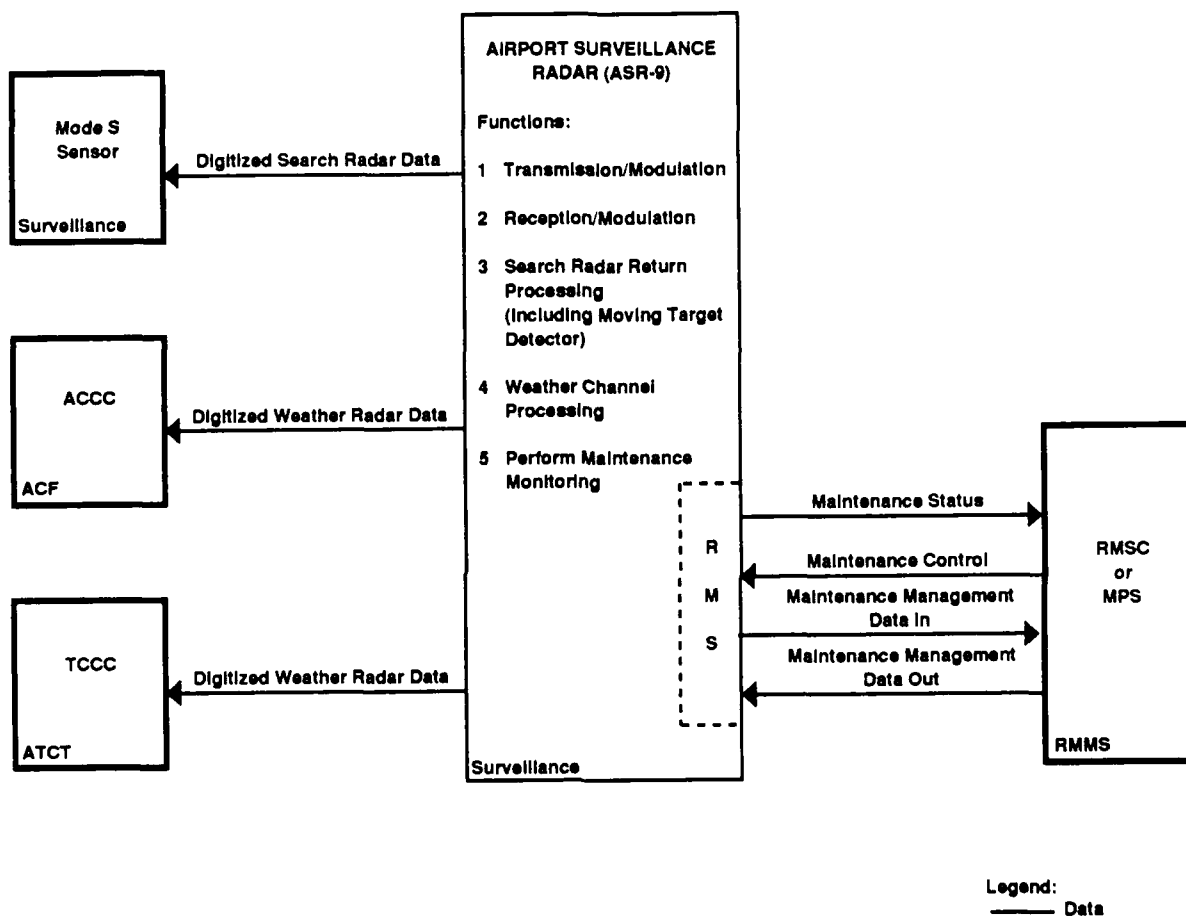 AIRPORT SURVEILLANCE
RADAR (ASR-9)
Functions:
1 Transmission/Modulation
2 Reception/Modulation
3 Search Radar Return
Processing
(Including Moving Target
Detector)
4 Weather Channel
Processing
5 Perform Maintenance
Monitoring
R
M
S
Surveillance
Mode S
Sensor
Surveillance
Digitized Search Radar Data
ACCC
ACF
Digitized Weather Radar Data
TCCC
ATCT
Digitized Weather Radar Data
Maintenance Status
Maintenance Control
Maintenance Management
Data In
Maintenance Management
Data Out
RMSC
or
MPS
RMMS
Legend:
Data